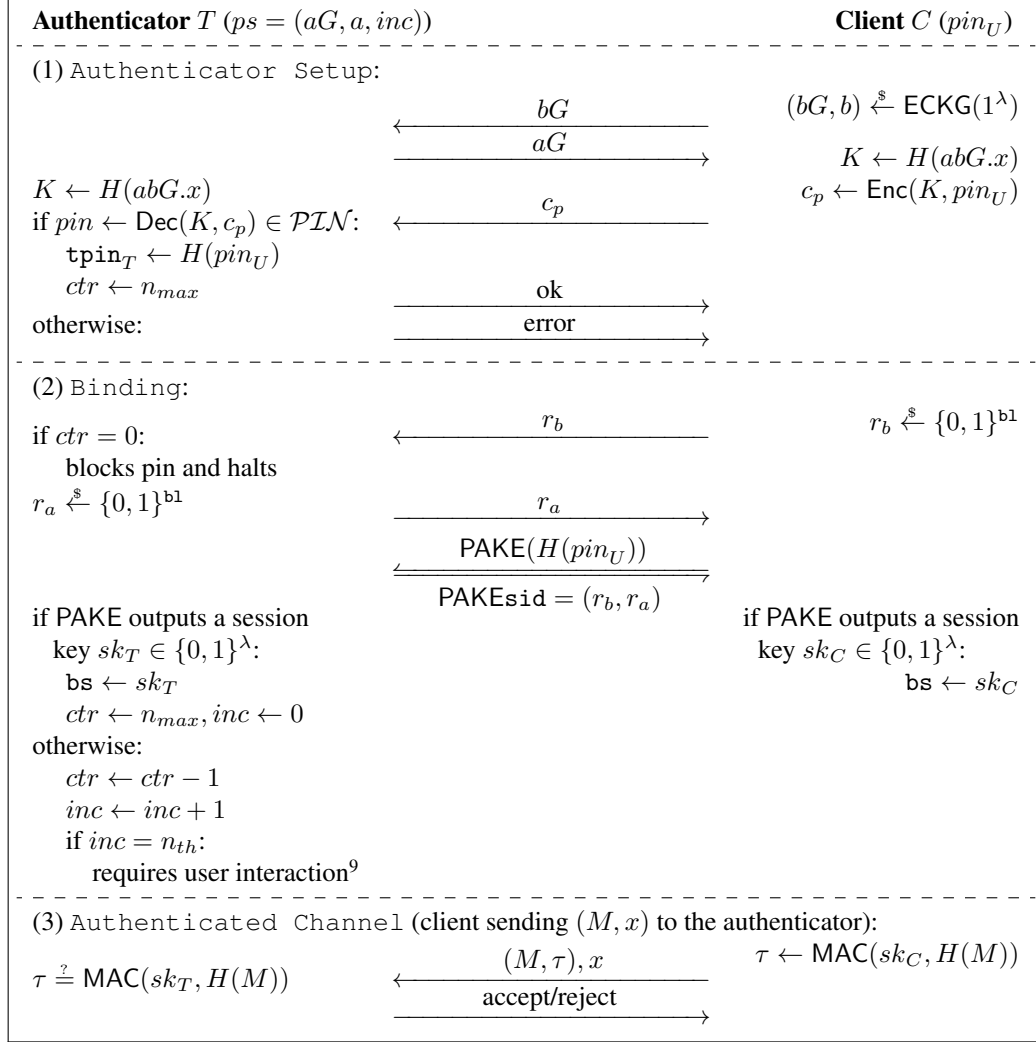 Authenticator T (ps = (aG, a, inc)) Client C (pin_U)
(1) Authenticator Setup:
(bG, b) ←$ ECKG(1^λ)
bG
aG
K ← H(abG.x)
K ← H(abG.x) c_p ← Enc(K, pin_U)
if pin ← Dec(K, c_p) ∈ PIN: c_p
tpin_T ← H(pin_U)
ctr ← n_max
ok
otherwise: error
(2) Binding:
r_b r_b ←$ {0, 1}^bl
if ctr = 0:
blocks pin and halts
r_a ←$ {0, 1}^bl r_a
PAKE(H(pin_U))
PAKEsid = (r_b, r_a)
if PAKE outputs a session if PAKE outputs a session
key sk_T ∈ {0, 1}^λ: key sk_C ∈ {0, 1}^λ:
bs ← sk_T bs ← sk_C
ctr ← n_max, inc ← 0
otherwise:
ctr ← ctr − 1
inc ← inc + 1
if inc = n_th:
requires user interaction⁹
(3) Authenticated Channel (client sending (M, x) to the authenticator):
τ ≟ MAC(sk_T, H(M)) (M, τ), x τ ← MAC(sk_C, H(M))
accept/reject